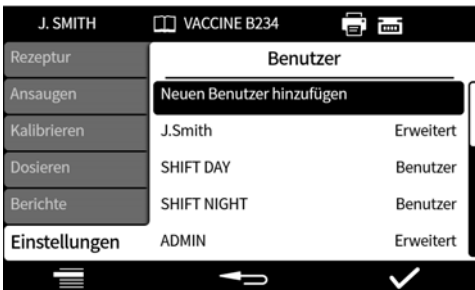 J. SMITH VACCINE B234
Rezeptur
Ansaugen
Kalibrieren
Dosieren
Berichte
Einstellungen
Benutzer
Neuen Benutzer hinzufügen
J.Smith Erweitert
SHIFT DAY Benutzer
SHIFT NIGHT Benutzer
ADMIN Erweitert